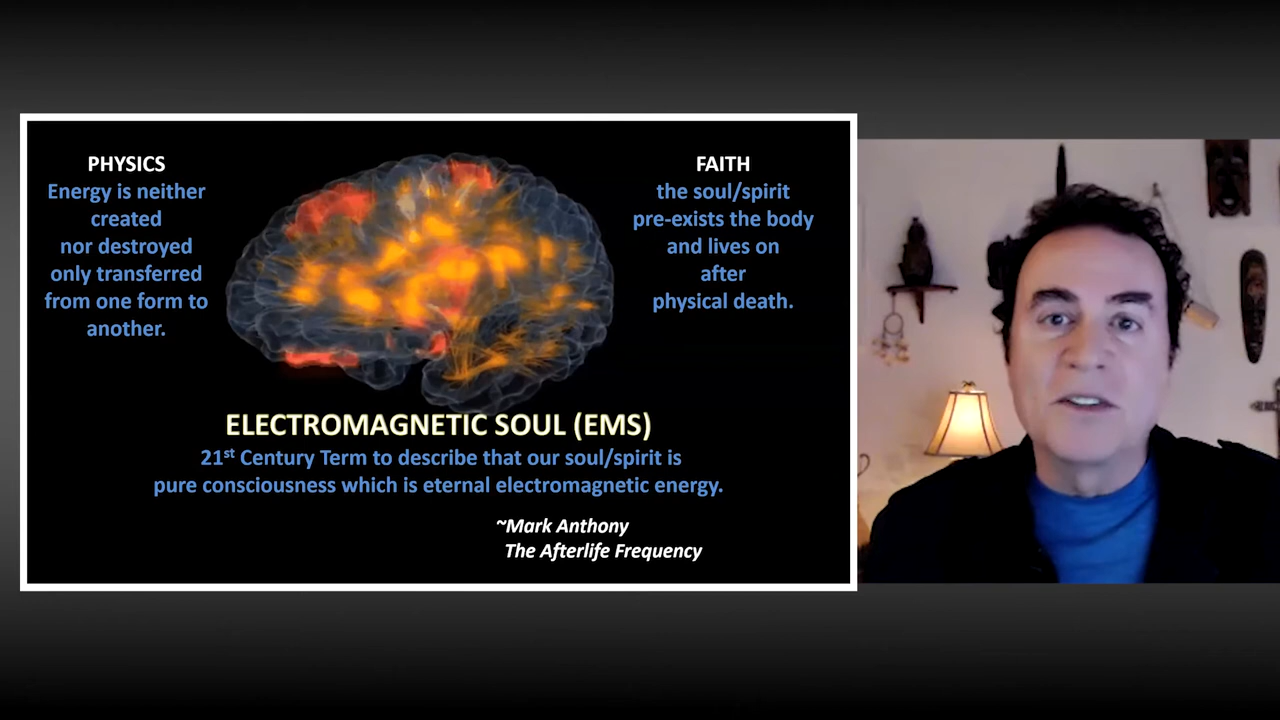 PHYSICS
Energy is neither
created
nor destroyed
only transferred
from one form to
another.
FAITH
the soul/spirit
pre-exists the body
and lives on
after
physical death.
ELECTROMAGNETIC SOUL (EMS)
21st Century Term to describe that our soul/spirit is
pure consciousness which is eternal electromagnetic energy.
~Mark Anthony
The Afterlife Frequency